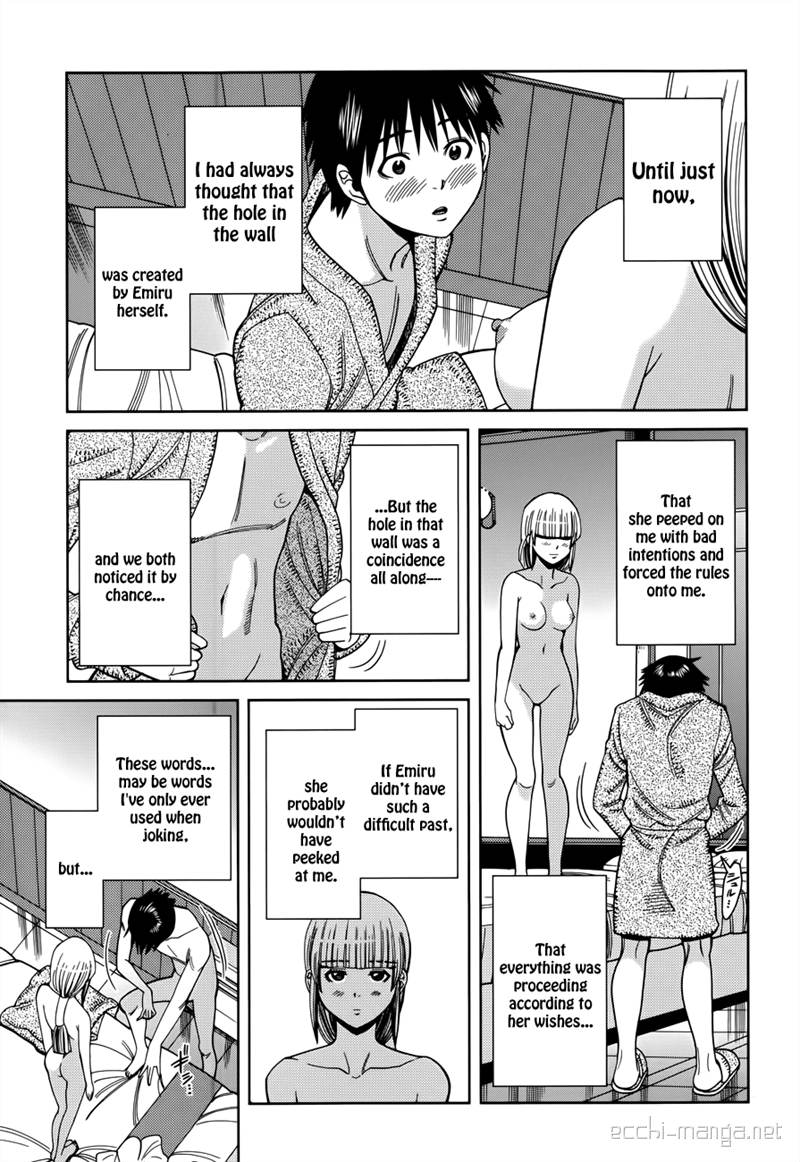 Until just
now,
I had always
thought that
the hole in
the wall
was created
by Emiru
herself.
That
she peeped on
me with bad
intentions and
forced the rules
onto me.
That
everything was
proceeding
according to
her wishes...
...But the
hole in that
wall was a
coincidence
all along----
and we both
noticed it by
chance...
If Emiru
didn't have
such a
difficult past,
she
probably
wouldn't
have
peeked
at me.
These words...
may be words
I've only ever
used when
joking,
but...
ecchi-manga.net